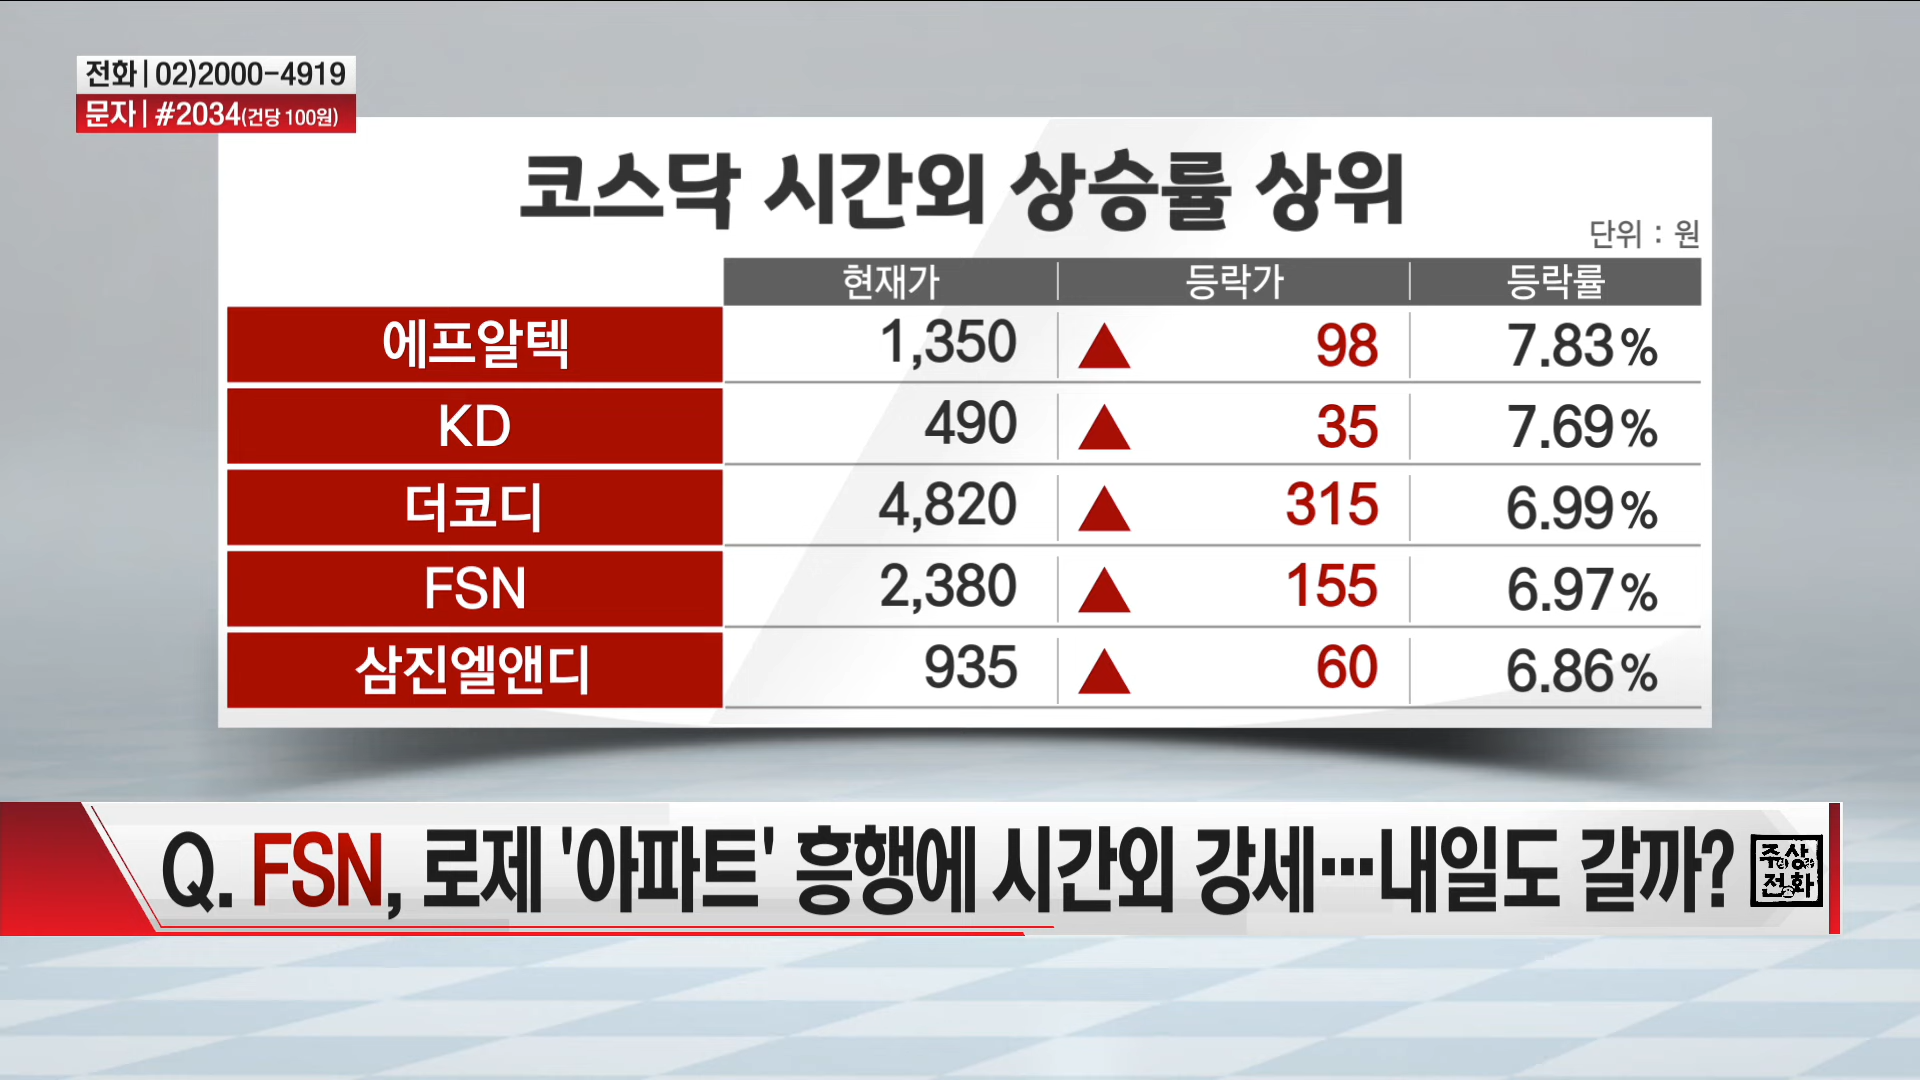 전화 | 02)2000-4919
문자 | #2034(건당 100원)
코스닥 시간외 상승률 상위
단위 : 원
현재가 등락가 등락률
에프알텍 1,350 ▲ 98 7.83%
KD 490 ▲ 35 7.69%
더코디 4,820 ▲ 315 6.99%
FSN 2,380 ▲ 155 6.97%
삼진엘앤디 935 ▲ 60 6.86%
Q. FSN, 로제 '아파트' 흥행에 시간외 강세…내일도 갈까?
주상
전화